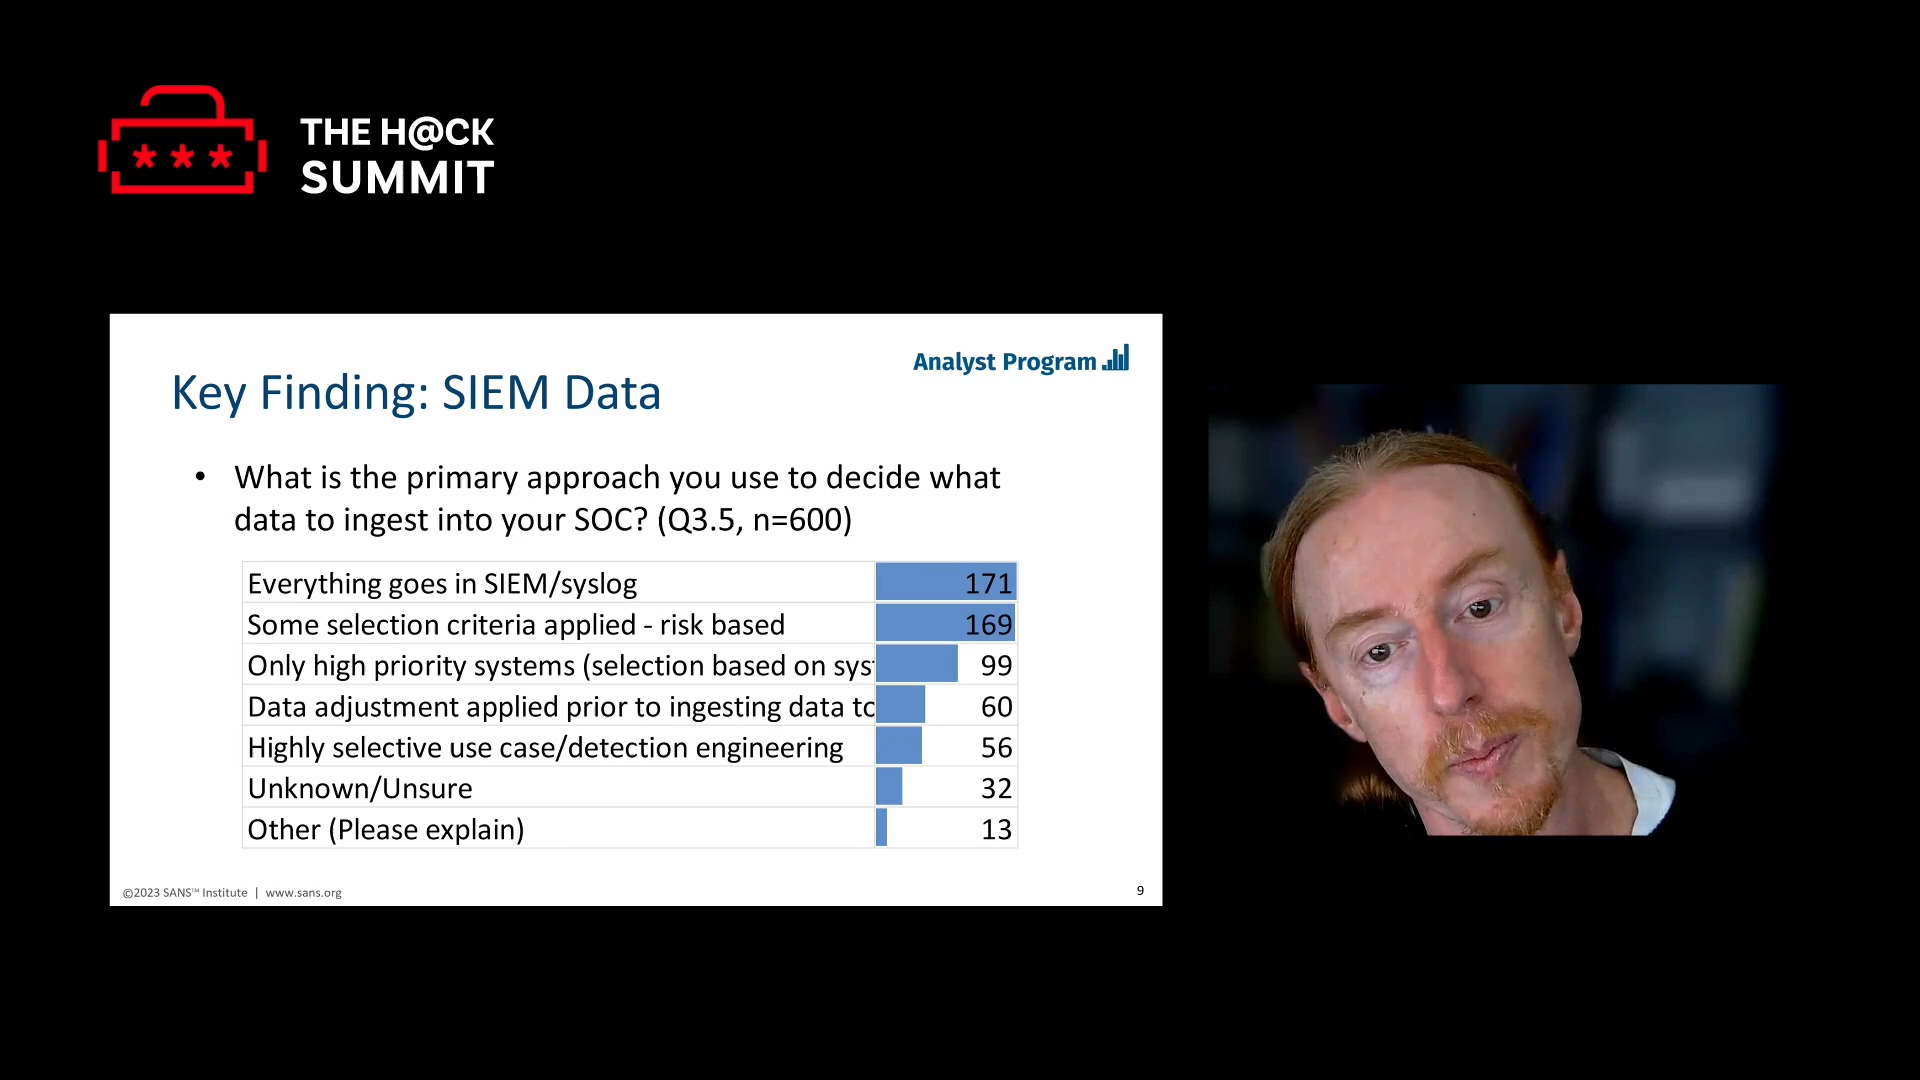 ***
THE H@CK
SUMMIT
Analyst Program
Key Finding: SIEM Data
• What is the primary approach you use to decide what
data to ingest into your SOC? (Q3.5, n=600)
Everything goes in SIEM/syslog 171
Some selection criteria applied - risk based 169
Only high priority systems (selection based on sys 99
Data adjustment applied prior to ingesting data to 60
Highly selective use case/detection engineering 56
Unknown/Unsure 32
Other (Please explain) 13
©2023 SANS™ Institute | www.sans.org 9